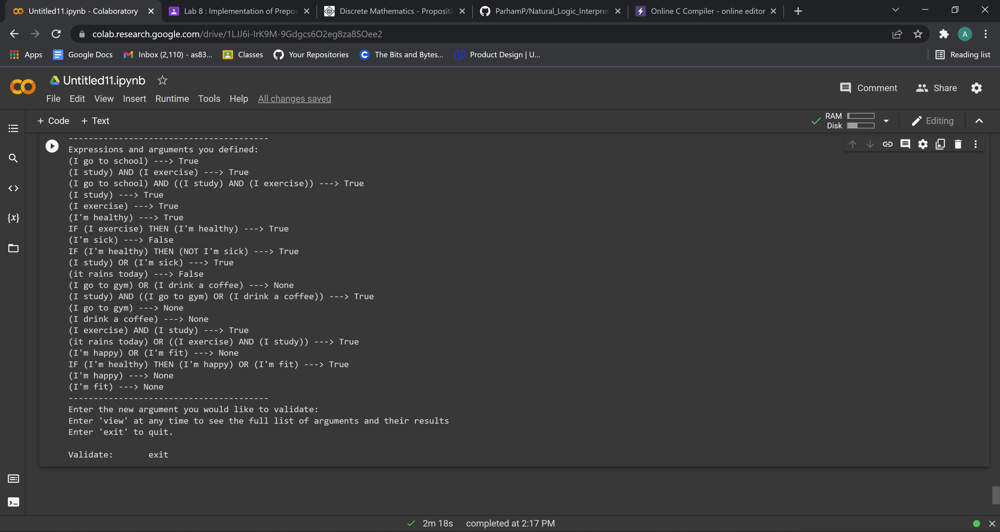 Untitled11.ipynb - Colaboratory
Lab 8 : Implementation of Prepos
Discrete Mathematics - Propositi
ParhamP/Natural_Logic_Interpret
Online C Compiler - online editor
colab.research.google.com/drive/1LJJ6i-IrK9M-9Gdgcs6O2eg8za8SOee2
A
Apps
Google Docs
Inbox (2,110) - as83...
Classes
Your Repositories
The Bits and Bytes...
Product Design | U...
Reading list
Untitled11.ipynb
Comment
Share
File Edit View Insert Runtime Tools Help All changes saved
+ Code + Text
RAM
Disk
Editing
----------------------------------------
Expressions and arguments you defined:
(I go to school) ---> True
(I study) AND (I exercise) ---> True
(I go to school) AND ((I study) AND (I exercise)) ---> True
(I study) ---> True
(I exercise) ---> True
(I'm healthy) ---> True
IF (I exercise) THEN (I'm healthy) ---> True
(I'm sick) ---> False
IF (I'm healthy) THEN (NOT I'm sick) ---> True
(I study) OR (I'm sick) ---> True
(it rains today) ---> False
(I go to gym) OR (I drink a coffee) ---> None
(I study) AND ((I go to gym) OR (I drink a coffee)) ---> True
(I go to gym) ---> None
(I drink a coffee) ---> None
(I exercise) AND (I study) ---> True
(it rains today) OR ((I exercise) AND (I study)) ---> True
(I'm happy) OR (I'm fit) ---> None
IF (I'm healthy) THEN (I'm happy) OR (I'm fit) ---> True
(I'm happy) ---> None
(I'm fit) ---> None
----------------------------------------
Enter the new argument you would like to validate:
Enter 'view' at any time to see the full list of arguments and their results
Enter 'exit' to quit.
Validate: exit
{x}
2m 18s completed at 2:17 PM